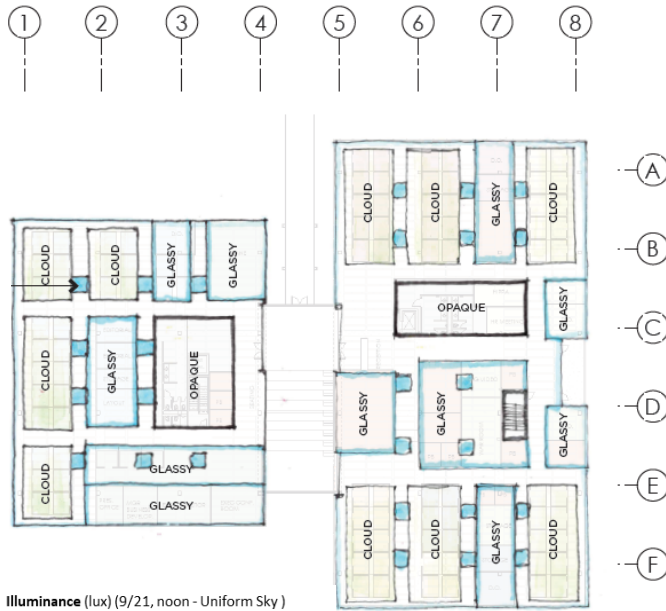 1 2 3 4 5 6 7 8
A
CLOUD CLOUD GLASSY CLOUD
B
CLOUD CLOUD GLASSY GLASSY
C
OPAQUE GLASSY
CLOUD GLASSY OPAQUE
D
GLASSY GLASSY GLASSY
CLOUD GLASSY
E
GLASSY
CLOUD CLOUD GLASSY CLOUD
F
Illuminance (lux) (9/21, noon - Uniform Sky )